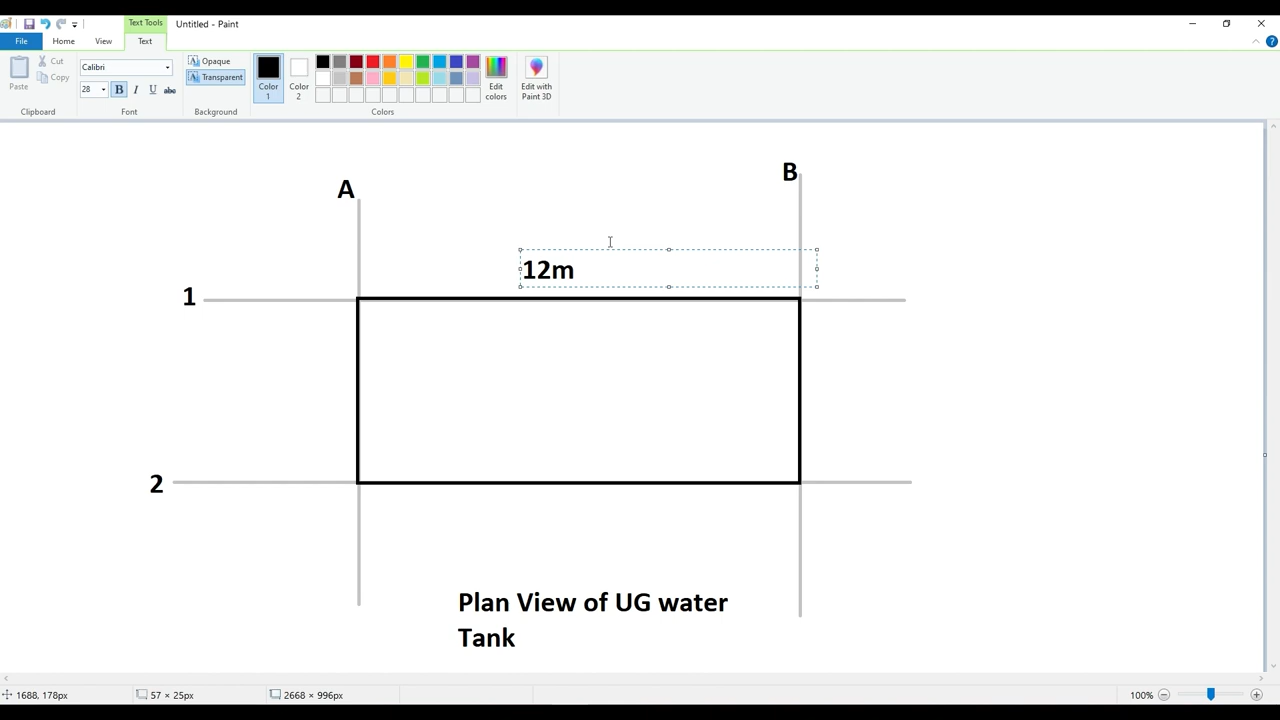 Text Tools
Untitled - Paint
File
Home
View
Text
Paste
Cut
Copy
Clipboard
Calibri
28
B I U abc
Font
Opaque
Transparent
Background
Color 1
Color 2
Edit colors
Colors
Edit with Paint 3D
A
B
12m
1
2
Plan View of UG water
Tank
1688, 178px
57 × 25px
2668 × 996px
100%